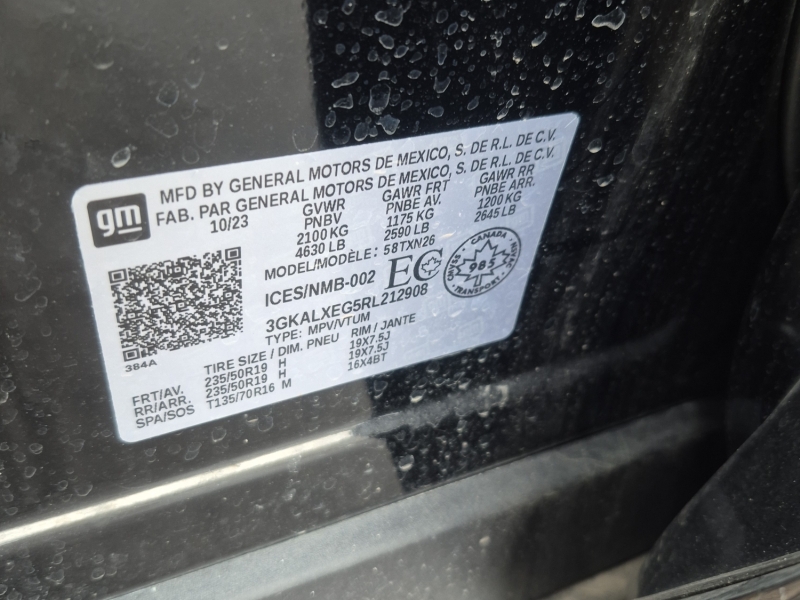 gm
MFD BY GENERAL MOTORS DE MEXICO, S. DE R.L. DE C.V.
FAB. PAR GENERAL MOTORS DE MEXICO, S. DE R.L. DE C.V.
10/23 GVWR GAWR FRT GAWR RR
PNBV PNBE AV. PNBE ARR.
2100 KG 1175 KG 1200 KG
4630 LB 2590 LB 2645 LB
MODEL/MODÈLE: 58TXN26
ICES/NMB-002 EC
CANADA
985
3GKALXEG5RL212908
TYPE: MPV/VTUM
384A
TIRE SIZE / DIM. PNEU RIM / JANTE
FRT/AV. 235/50R19 H 19X7.5J
RR/ARR. 235/50R19 H 19X7.5J
SPA/SOS T135/70R16 M 16X4BT